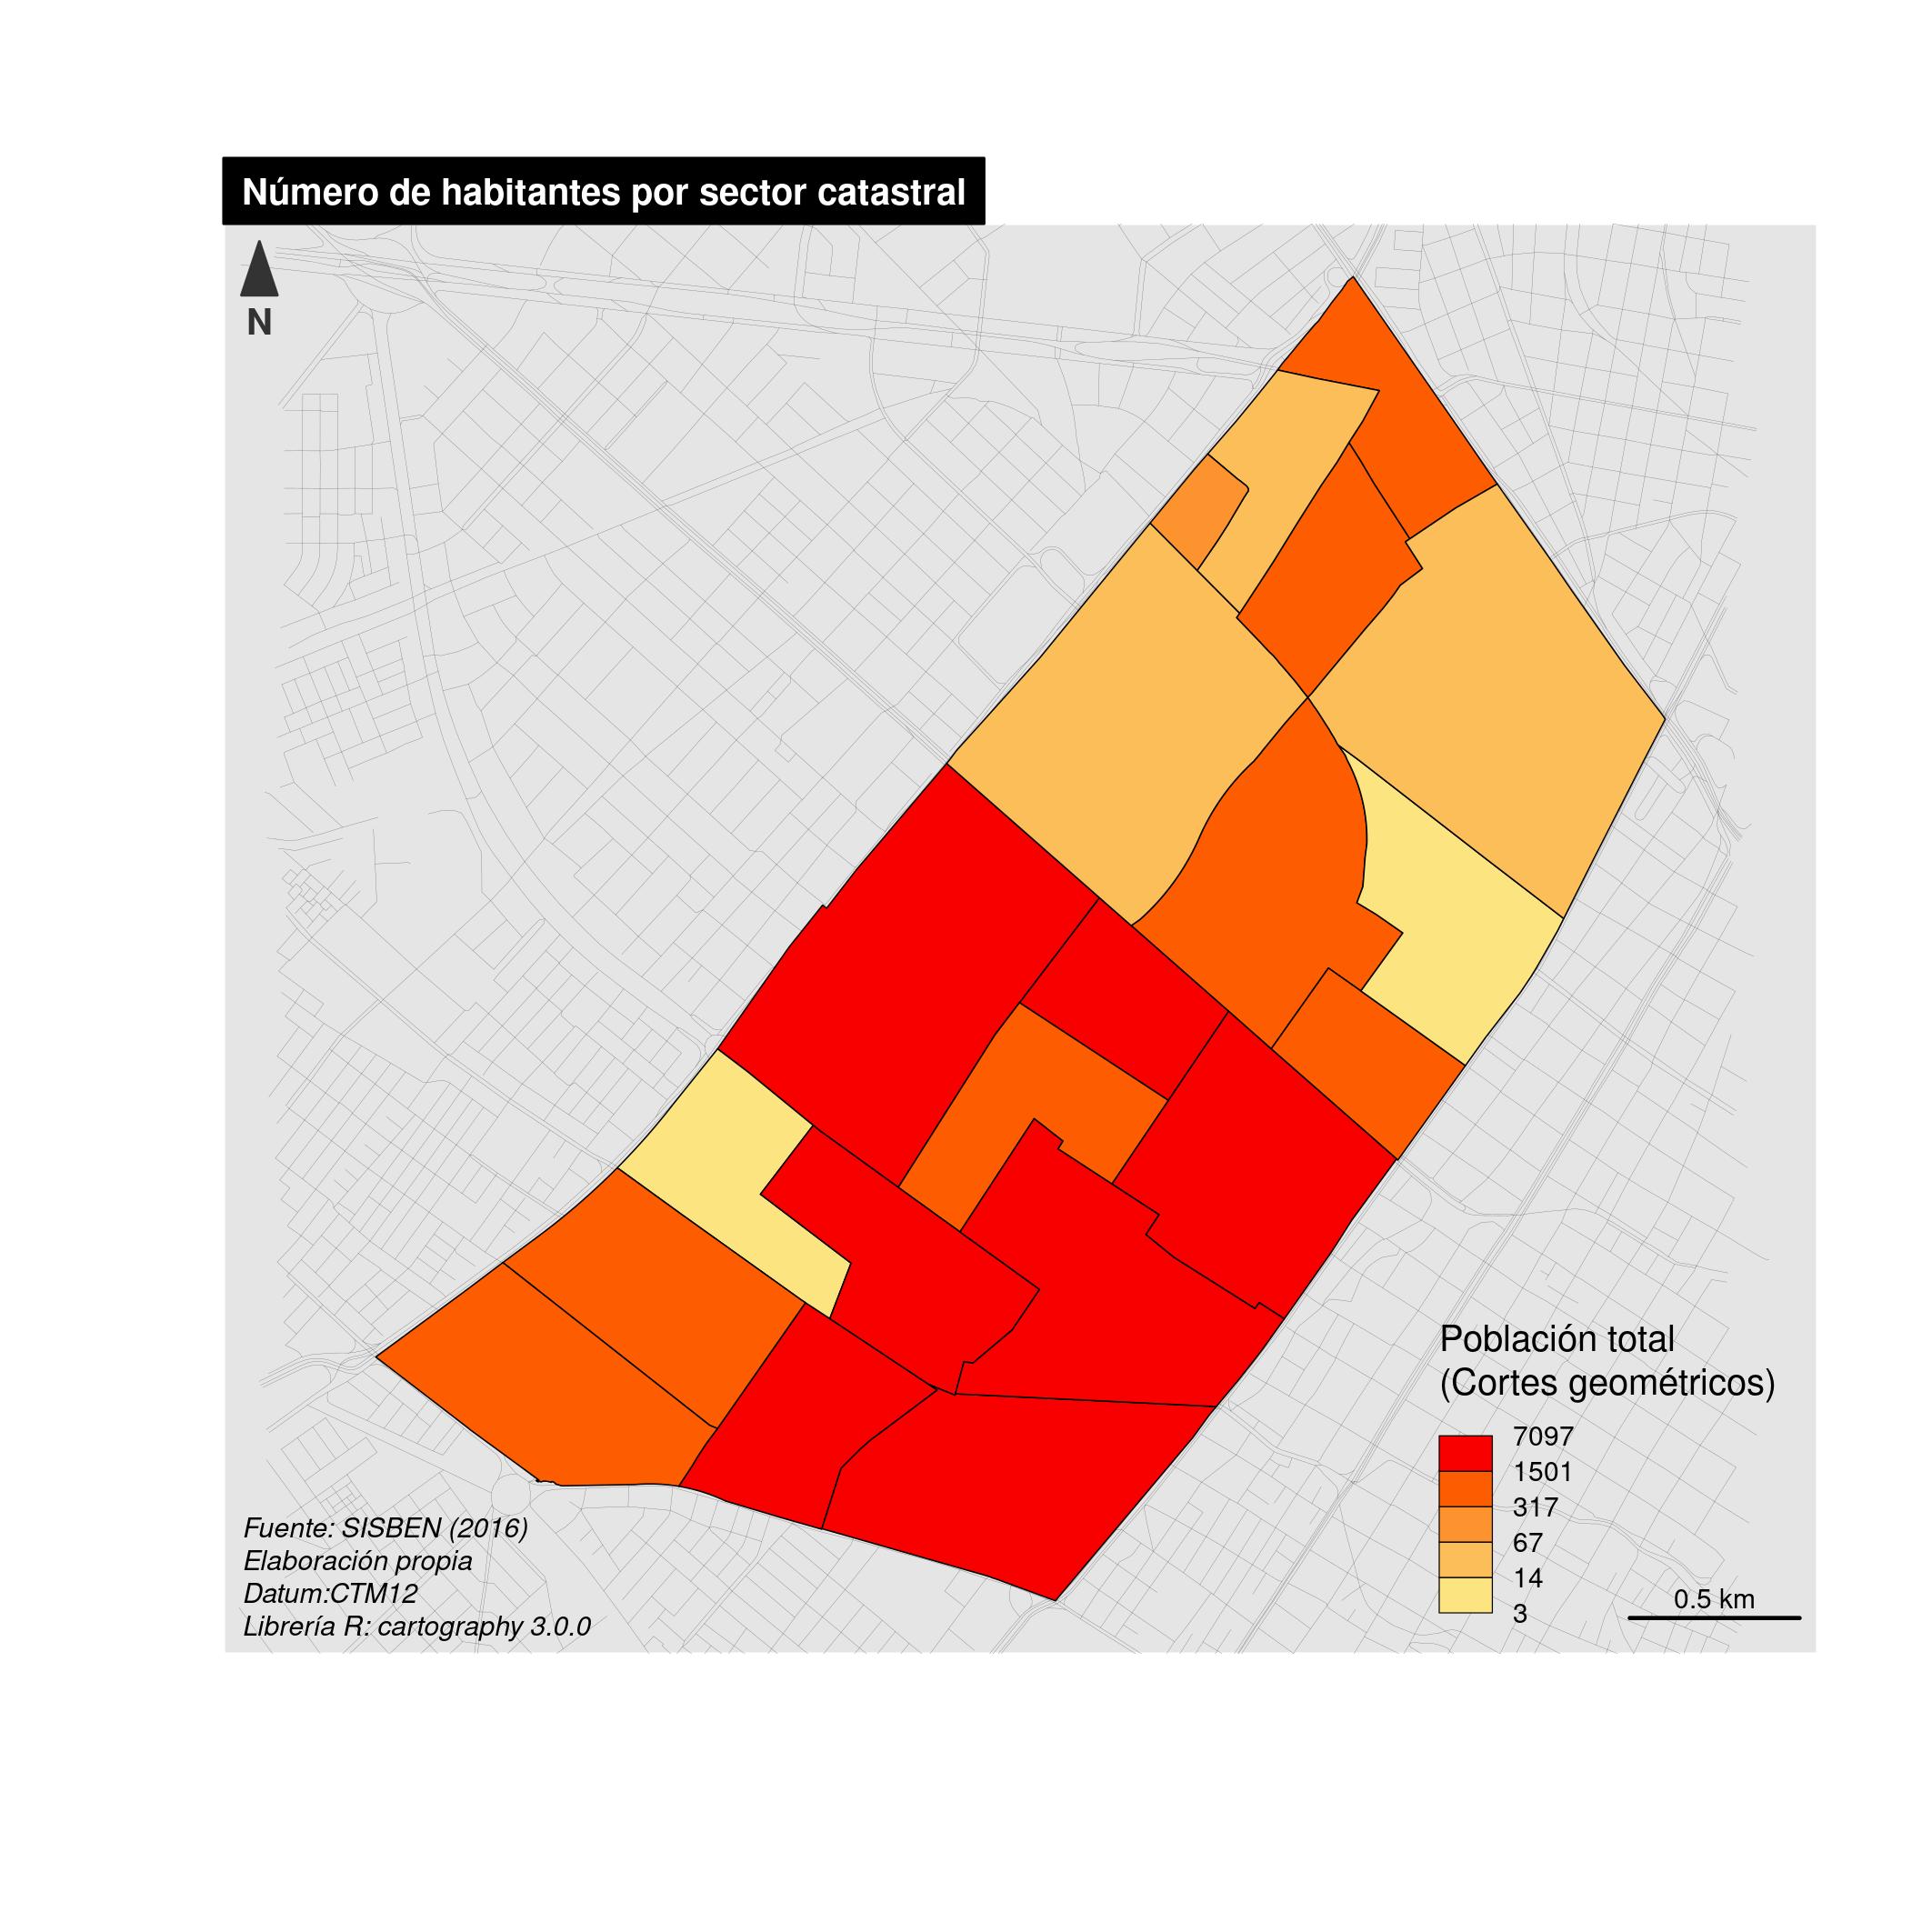 Número de habitantes por sector catastral
N
Población total
(Cortes geométricos)
7097
1501
317
67
14
3
0.5 km
Fuente: SISBEN (2016)
Elaboración propia
Datum:CTM12
Librería R: cartography 3.0.0